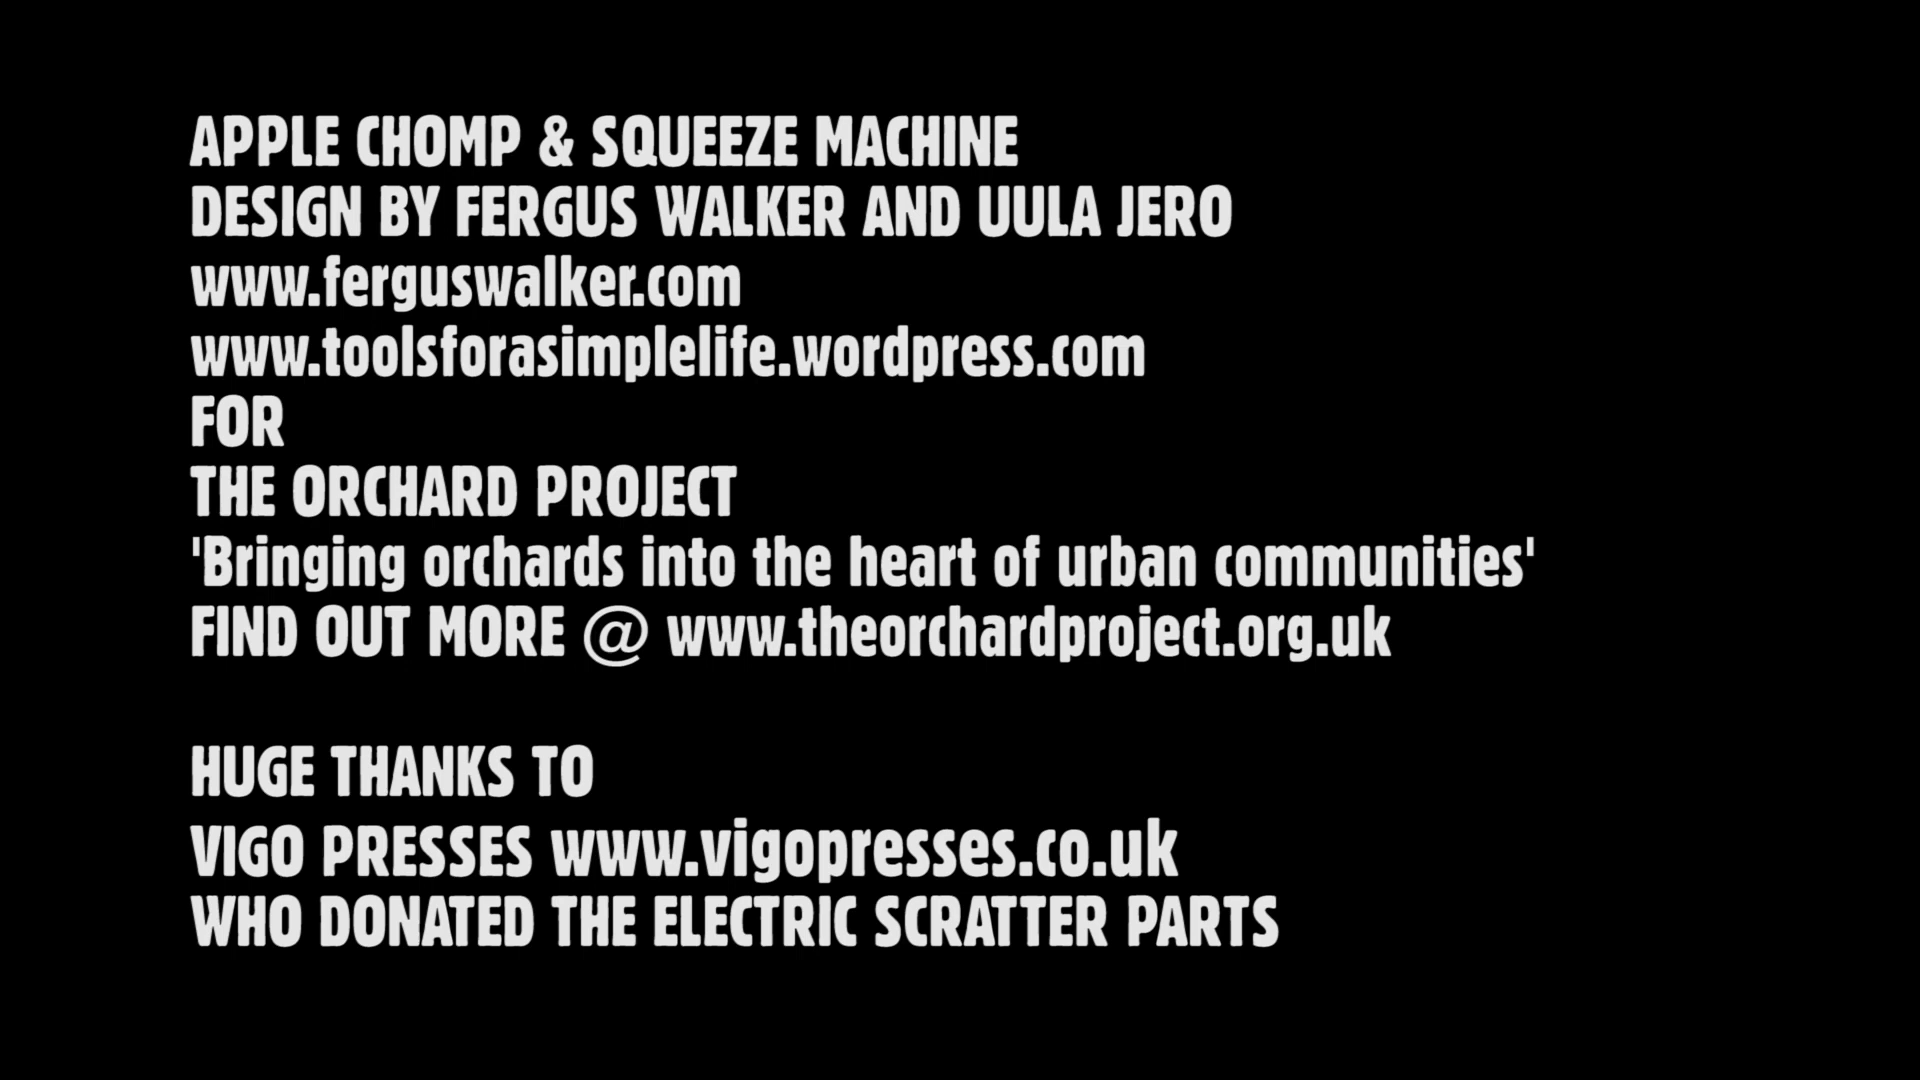 APPLE CHOMP & SQUEEZE MACHINE
DESIGN BY FERGUS WALKER AND UULA JERO
www.ferguswalker.com
www.toolsforasimplelife.wordpress.com
FOR
THE ORCHARD PROJECT
'Bringing orchards into the heart of urban communities'
FIND OUT MORE @ www.theorchardproject.org.uk
HUGE THANKS TO
VIGO PRESSES www.vigopresses.co.uk
WHO DONATED THE ELECTRIC SCRATTER PARTS